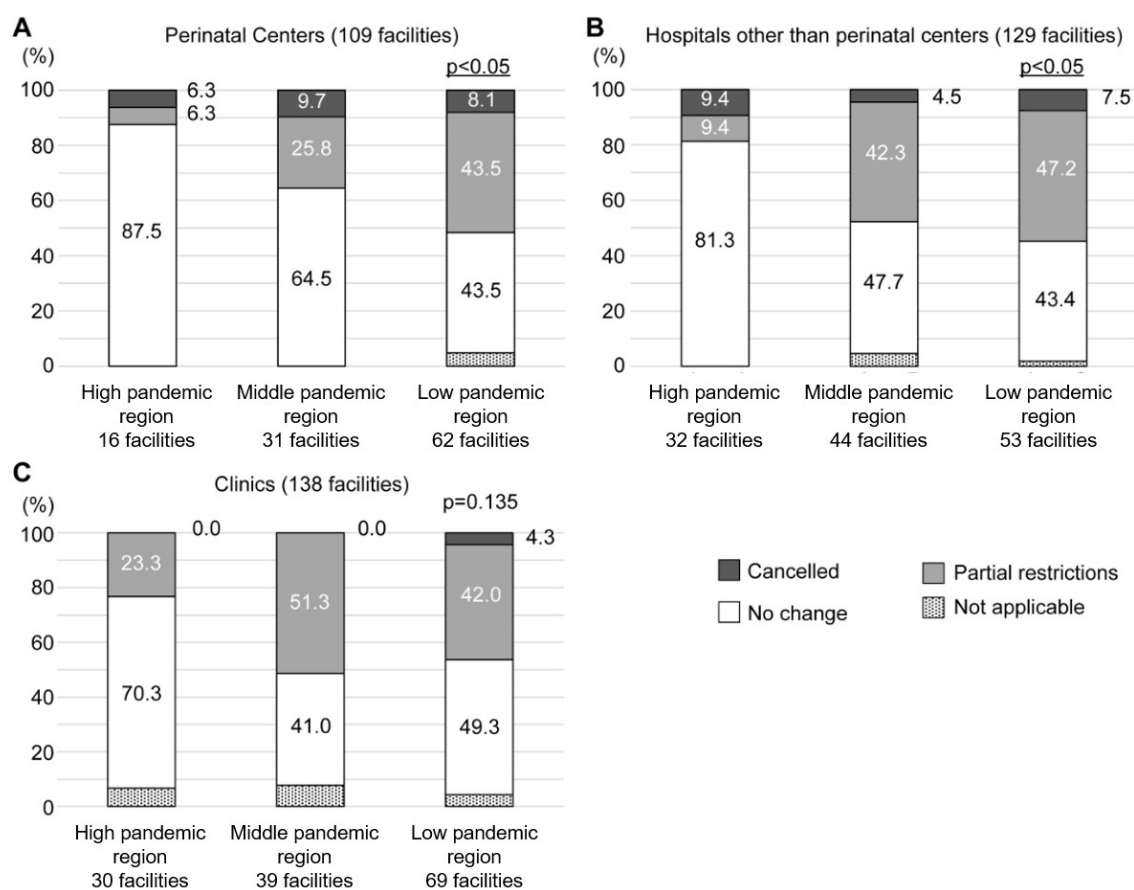 A
Perinatal Centers (109 facilities)
(%)
p<0.05
100
80
60
40
20
0
6.3
6.3
87.5
9.7
25.8
64.5
8.1
43.5
43.5
High pandemic
region
16 facilities
Middle pandemic
region
31 facilities
Low pandemic
region
62 facilities
B
Hospitals other than perinatal centers (129 facilities)
(%)
p<0.05
100
80
60
40
20
0
9.4
9.4
81.3
4.5
42.3
47.7
7.5
47.2
43.4
High pandemic
region
32 facilities
Middle pandemic
region
44 facilities
Low pandemic
region
53 facilities
C
Clinics (138 facilities)
(%)
p=0.135
100
80
60
40
20
0
0.0
23.3
70.3
0.0
51.3
41.0
4.3
42.0
49.3
High pandemic
region
30 facilities
Middle pandemic
region
39 facilities
Low pandemic
region
69 facilities
Cancelled
Partial restrictions
No change
Not applicable